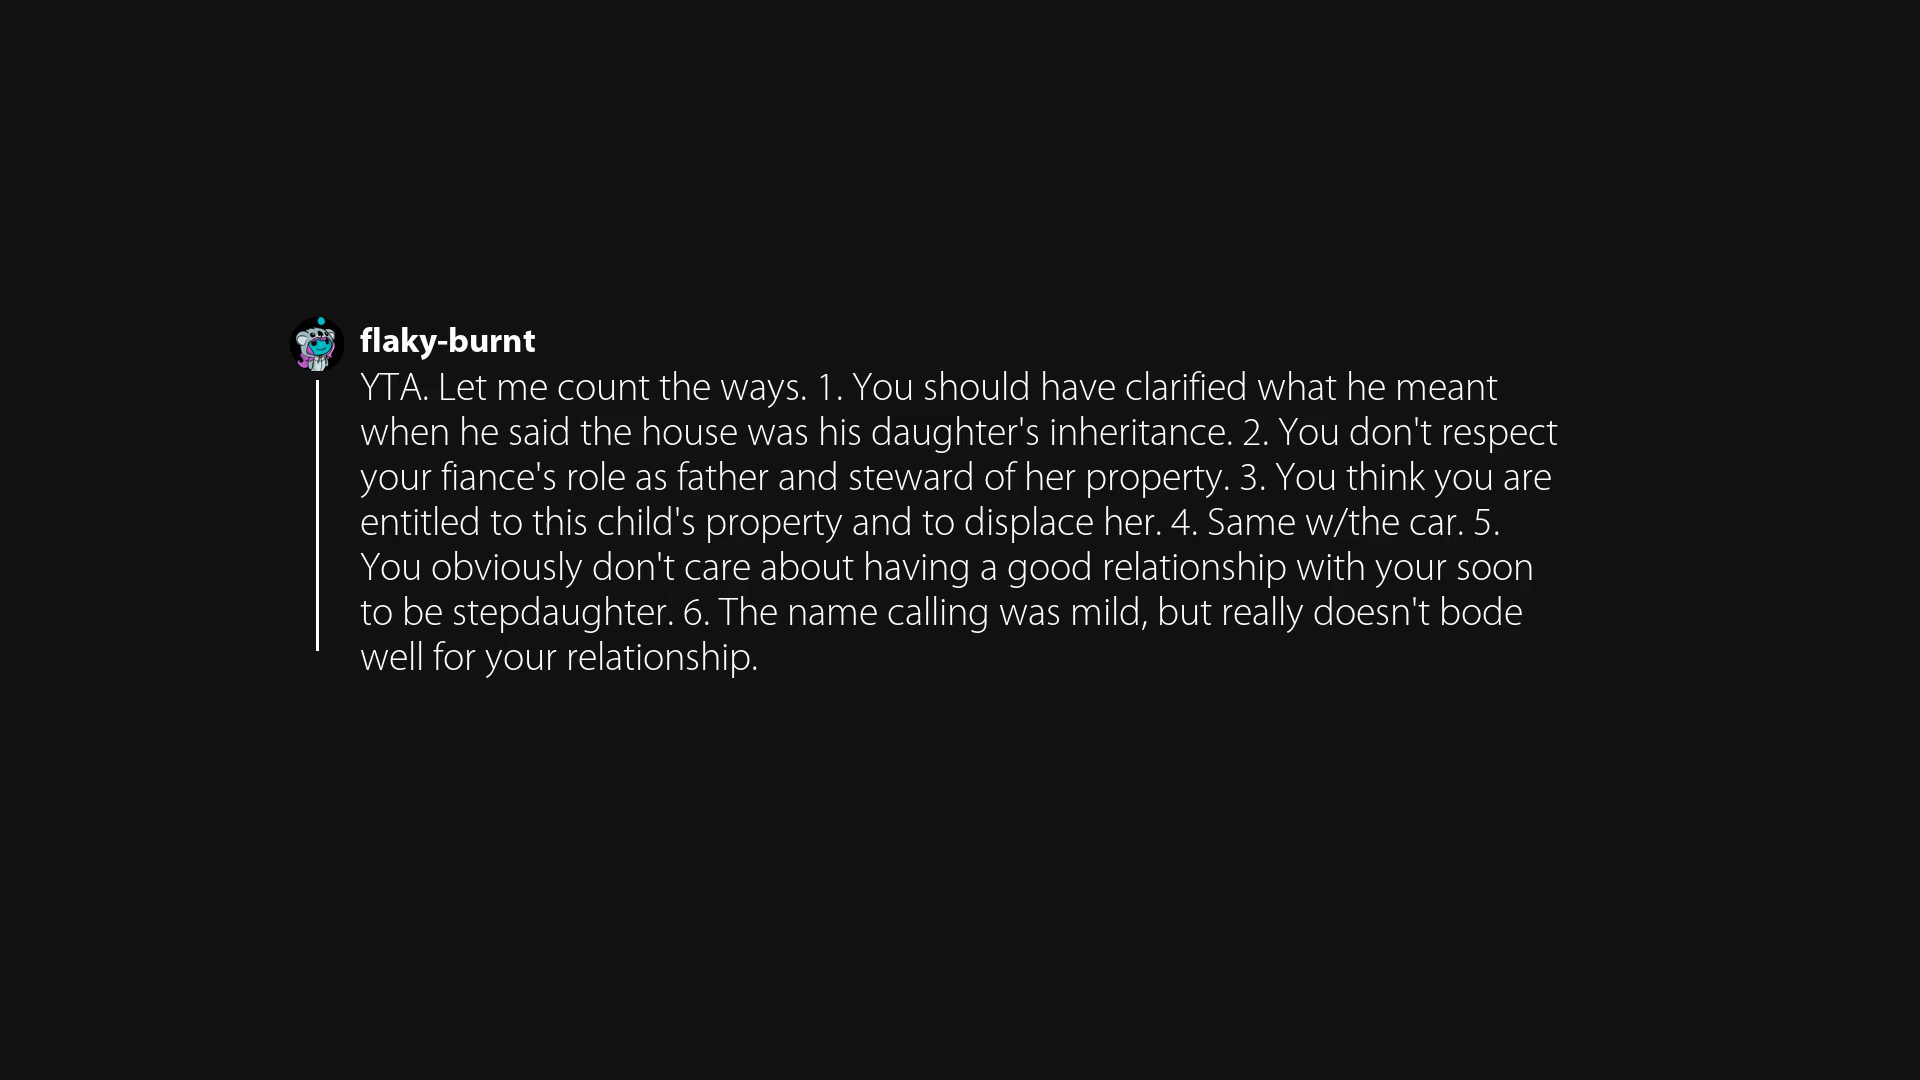 flaky-burnt
YTA. Let me count the ways. 1. You should have clarified what he meant
when he said the house was his daughter's inheritance. 2. You don't respect
your fiance's role as father and steward of her property. 3. You think you are
entitled to this child's property and to displace her. 4. Same w/the car. 5.
You obviously don't care about having a good relationship with your soon
to be stepdaughter. 6. The name calling was mild, but really doesn't bode
well for your relationship.